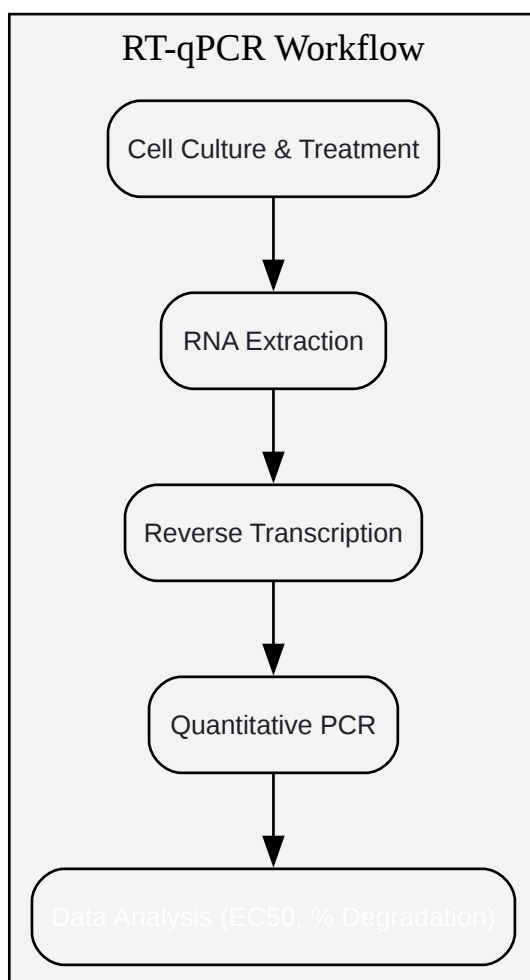 RT-qPCR Workflow
Cell Culture & Treatment
RNA Extraction
Reverse Transcription
Quantitative PCR
Data Analysis (EC50, % Degradation)